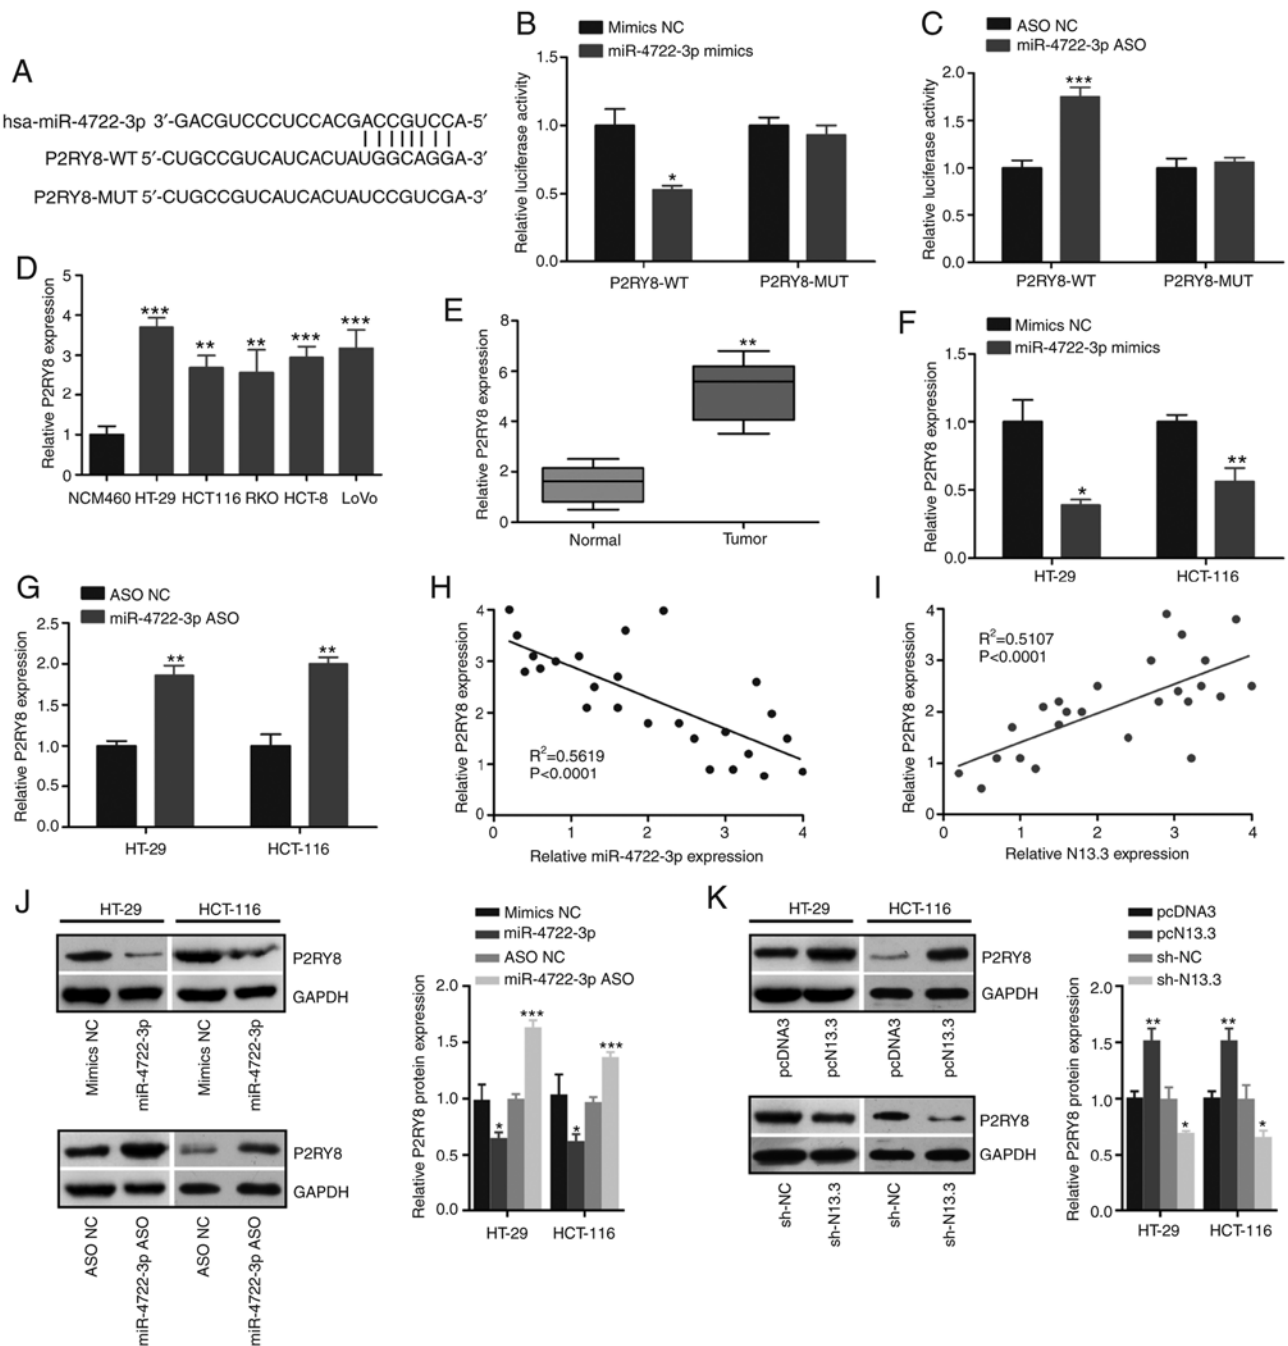 A
hsa-miR-4722-3p 3′-GACGUCCCUCCACGACCGUCCA-5′
P2RY8-WT 5′-CUGCCGUCAUCACUAUGGCAGGA-3′
P2RY8-MUT 5′-CUGCCGUCAUCACUAUCCGUCGA-3′
B
Mimics NC
miR-4722-3p mimics
Relative luciferase activity
1.5
1.0
0.5
0.0
*
P2RY8-WT P2RY8-MUT
C
ASO NC
miR-4722-3p ASO
Relative luciferase activity
2.0
1.5
1.0
0.5
0.0
***
P2RY8-WT P2RY8-MUT
D
Relative P2RY8 expression
5
4
3
2
1
0
*** ** ** *** ***
NCM460 HT-29 HCT116 RKO HCT-8 LoVo
E
Relative P2RY8 expression
8
6
4
2
0
**
Normal Tumor
F
Mimics NC
miR-4722-3p mimics
Relative P2RY8 expression
1.5
1.0
0.5
0.0
* **
HT-29 HCT-116
G
ASO NC
miR-4722-3p ASO
Relative P2RY8 expression
2.5
2.0
1.5
1.0
0.5
0.0
** **
HT-29 HCT-116
H
Relative P2RY8 expression
4
3
2
1
0
R²=0.5619
P<0.0001
0 1 2 3 4
Relative miR-4722-3p expression
I
Relative P2RY8 expression
4
3
2
1
0
R²=0.5107
P<0.0001
0 1 2 3 4
Relative N13.3 expression
J
HT-29 HCT-116
P2RY8
GAPDH
Mimics NC
miR-4722-3p
Mimics NC
miR-4722-3p
P2RY8
GAPDH
ASO NC
miR-4722-3p ASO
ASO NC
miR-4722-3p ASO
Mimics NC
miR-4722-3p
ASO NC
miR-4722-3p ASO
Relative P2RY8 protein expression
2.0
1.5
1.0
0.5
0.0
* *** * ***
HT-29 HCT-116
K
HT-29 HCT-116
P2RY8
GAPDH
pcDNA3
pcN13.3
pcDNA3
pcN13.3
P2RY8
GAPDH
sh-NC
sh-N13.3
sh-NC
sh-N13.3
pcDNA3
pcN13.3
sh-NC
sh-N13.3
Relative P2RY8 protein expression
2.0
1.5
1.0
0.5
0.0
** * ** *
HT-29 HCT-116